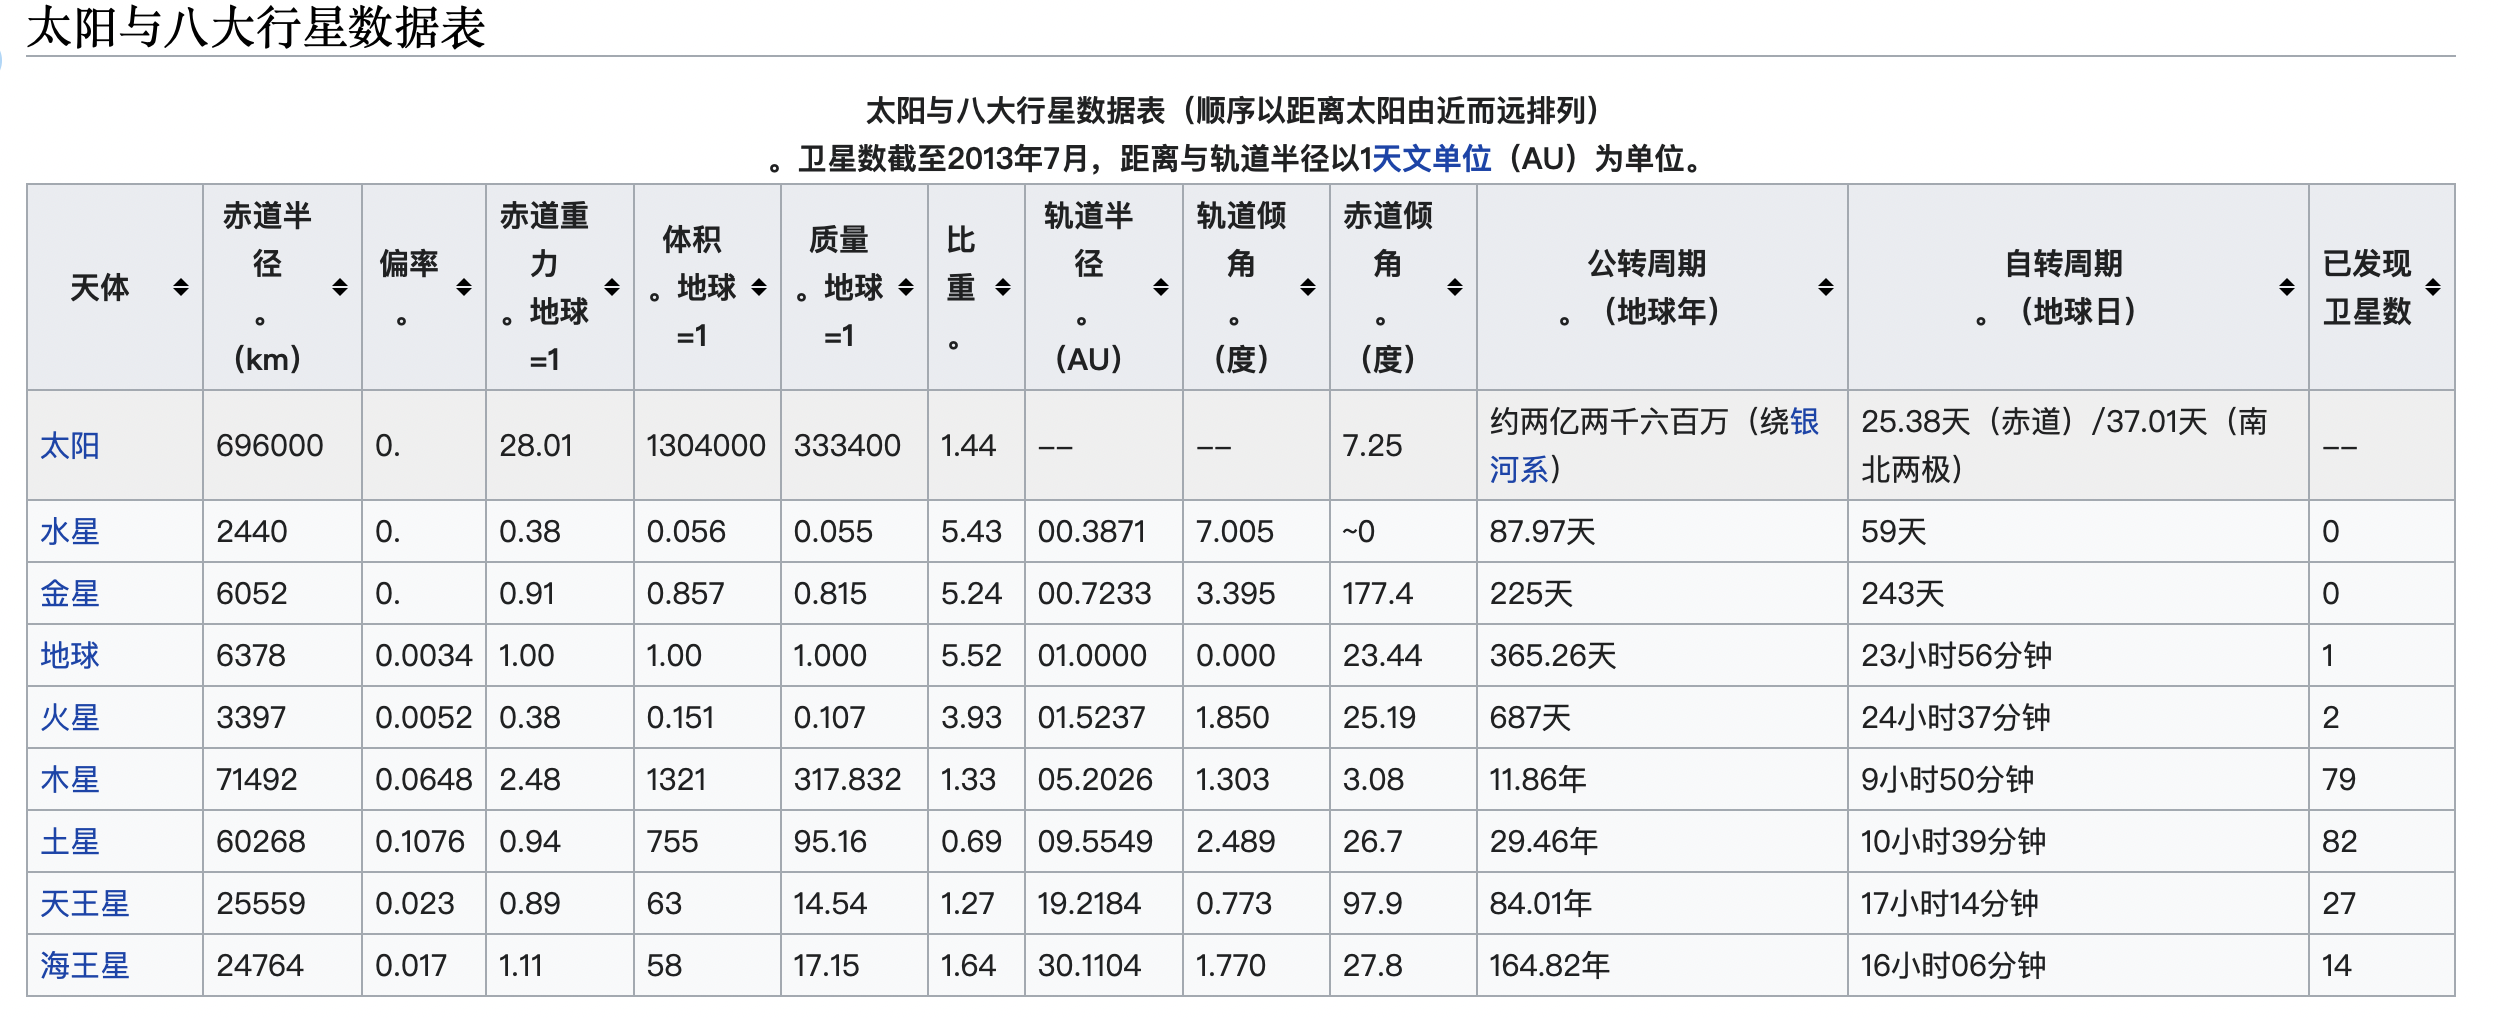 太阳与八大行星数据表
太阳与八大行星数据表（顺序以距离太阳由近而远排列）
。卫星数截至2013年7月，距离与轨道半径以1天文单位（AU）为单位。
天体 赤道半径。（km） 偏率。 赤道重力。地球=1 体积。地球=1 质量。地球=1 比重。 轨道半径。（AU） 轨道倾角。（度） 赤道倾角。（度） 公转周期。（地球年） 自转周期。（地球日） 已发现卫星数
太阳 696000 0. 28.01 1304000 333400 1.44 —— —— 7.25 约两亿两千六百万（绕银河系） 25.38天（赤道）/37.01天（南北两极） ——
水星 2440 0. 0.38 0.056 0.055 5.43 00.3871 7.005 ~0 87.97天 59天 0
金星 6052 0. 0.91 0.857 0.815 5.24 00.7233 3.395 177.4 225天 243天 0
地球 6378 0.0034 1.00 1.00 1.000 5.52 01.0000 0.000 23.44 365.26天 23小时56分钟 1
火星 3397 0.0052 0.38 0.151 0.107 3.93 01.5237 1.850 25.19 687天 24小时37分钟 2
木星 71492 0.0648 2.48 1321 317.832 1.33 05.2026 1.303 3.08 11.86年 9小时50分钟 79
土星 60268 0.1076 0.94 755 95.16 0.69 09.5549 2.489 26.7 29.46年 10小时39分钟 82
天王星 25559 0.023 0.89 63 14.54 1.27 19.2184 0.773 97.9 84.01年 17小时14分钟 27
海王星 24764 0.017 1.11 58 17.15 1.64 30.1104 1.770 27.8 164.82年 16小时06分钟 14